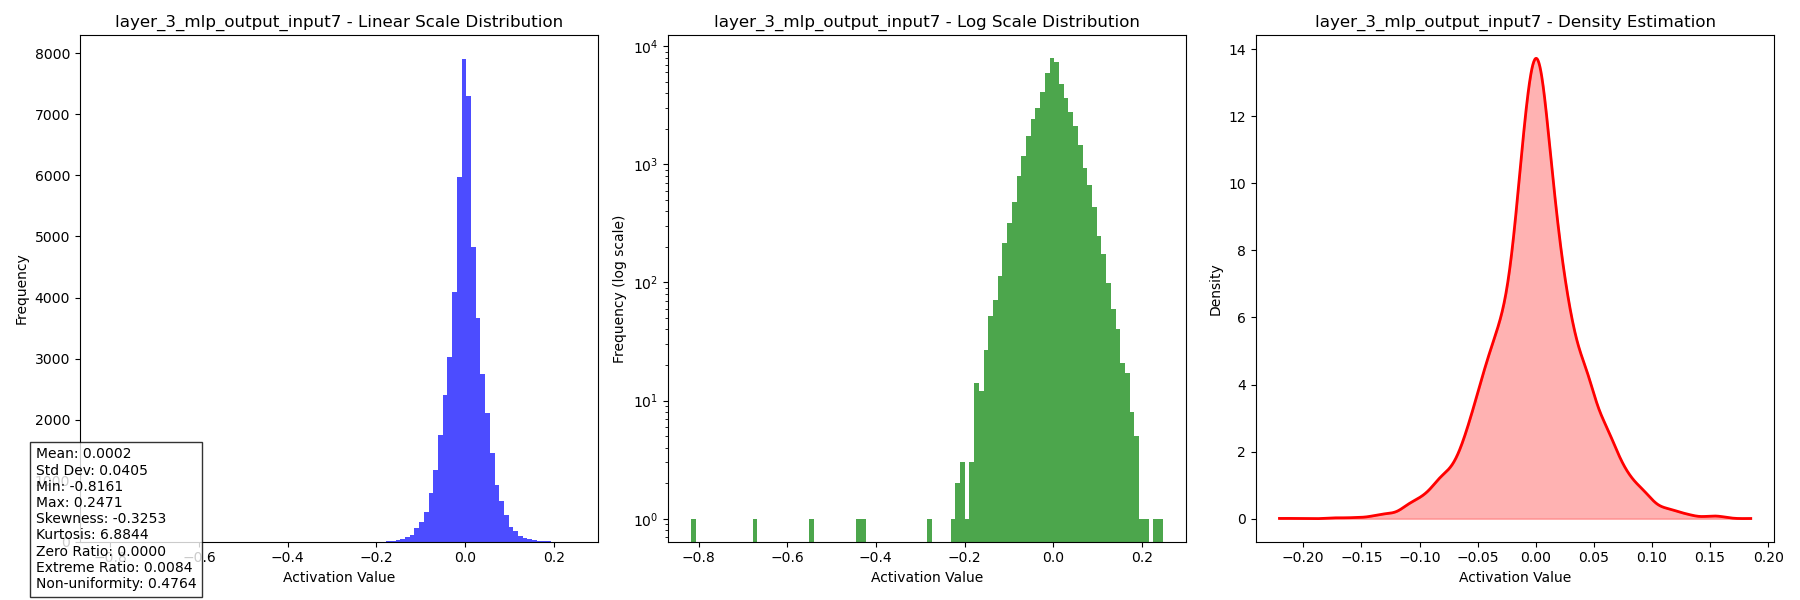 layer_3_mlp_output_input7 - Linear Scale Distribution
8000
7000
6000
5000
4000
3000
2000
Frequency
−0.6
−0.4
−0.2
0.0
0.2
Activation Value
Mean: 0.0002
Std Dev: 0.0405
Min: -0.8161
Max: 0.2471
Skewness: -0.3253
Kurtosis: 6.8844
Zero Ratio: 0.0000
Extreme Ratio: 0.0084
Non-uniformity: 0.4764
layer_3_mlp_output_input7 - Log Scale Distribution
10⁴
10³
10²
10¹
10⁰
Frequency (log scale)
−0.8
−0.6
−0.4
−0.2
0.0
0.2
Activation Value
layer_3_mlp_output_input7 - Density Estimation
14
12
10
8
6
4
2
0
Density
−0.20
−0.15
−0.10
−0.05
0.00
0.05
0.10
0.15
0.20
Activation Value